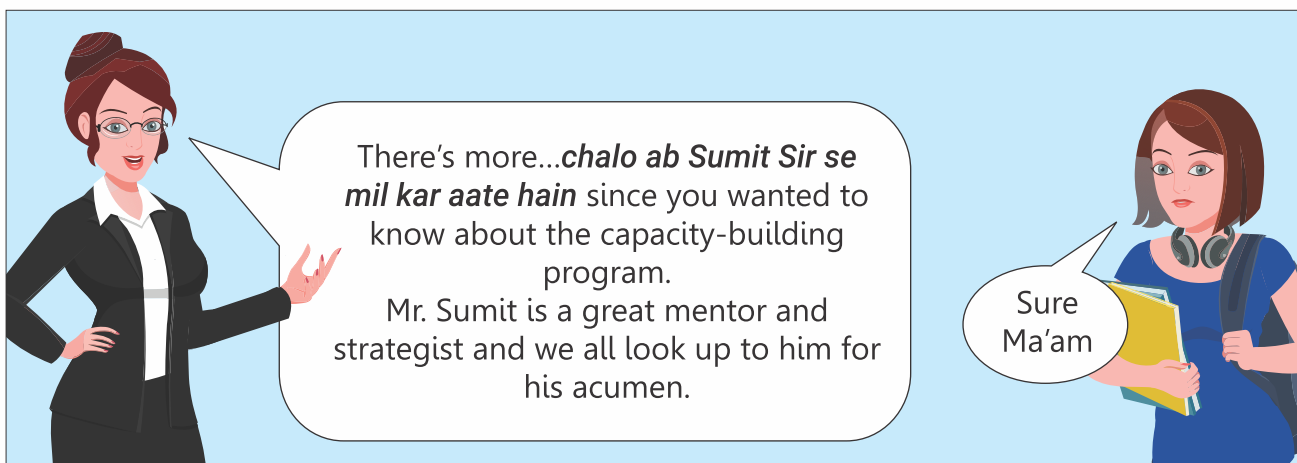 There’s more...chalo ab Sumit Sir se
mil kar aate hain since you wanted to
know about the capacity-building
program.
Mr. Sumit is a great mentor and
strategist and we all look up to him for
his acumen.
Sure
Ma’am